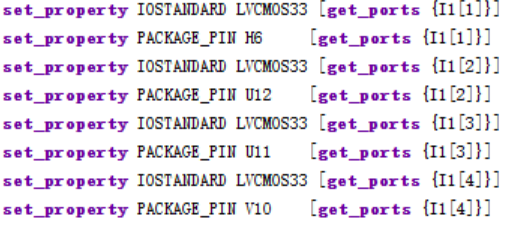 set_property IOSTANDARD LVCMOS33 [get_ports {I1[1]}]
set_property PACKAGE_PIN H6 [get_ports {I1[1]}]
set_property IOSTANDARD LVCMOS33 [get_ports {I1[2]}]
set_property PACKAGE_PIN U12 [get_ports {I1[2]}]
set_property IOSTANDARD LVCMOS33 [get_ports {I1[3]}]
set_property PACKAGE_PIN U11 [get_ports {I1[3]}]
set_property IOSTANDARD LVCMOS33 [get_ports {I1[4]}]
set_property PACKAGE_PIN V10 [get_ports {I1[4]}]